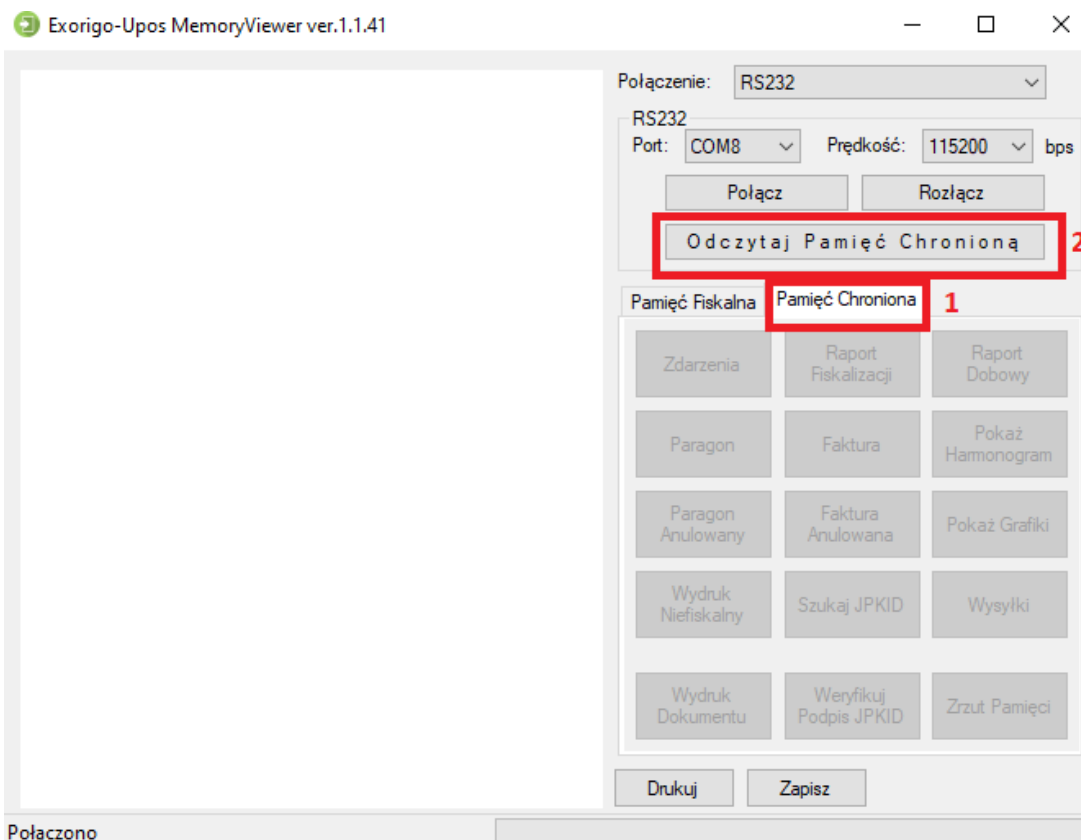 Exorigo-Upos MemoryViewer ver.1.1.41
Połączenie: RS232
RS232
Port: COM8 Prędkość: 115200 bps
Połącz Rozłącz
Odczytaj Pamięć Chronioną 2
Pamięć Fiskalna Pamięć Chroniona 1
Zdarzenia
Raport
Fiskalizacji
Raport
Dobowy
Paragon
Faktura
Pokaż
Harmonogram
Paragon
Anulowany
Faktura
Anulowana
Pokaż Grafiki
Wydruk
Niefiskalny
Szukaj JPKID
Wysyłki
Wydruk
Dokumentu
Weryfikuj
Podpis JPKID
Zrzut Pamięci
Drukuj Zapisz
Połączono